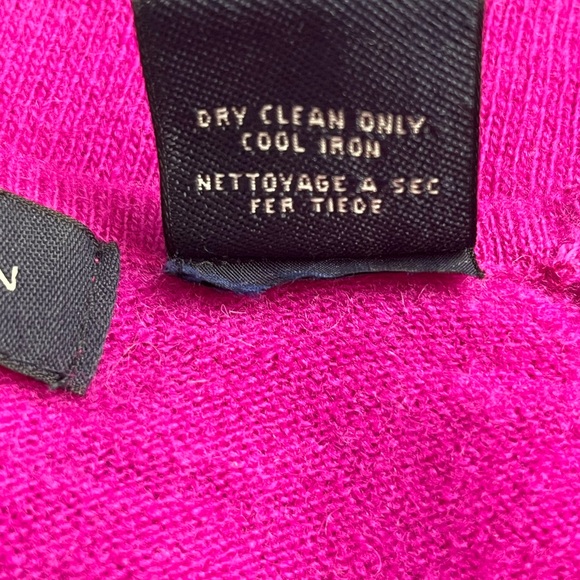 DRY CLEAN ONLY
COOL IRON
NETTOYAGE A SEC
FER TIEDE